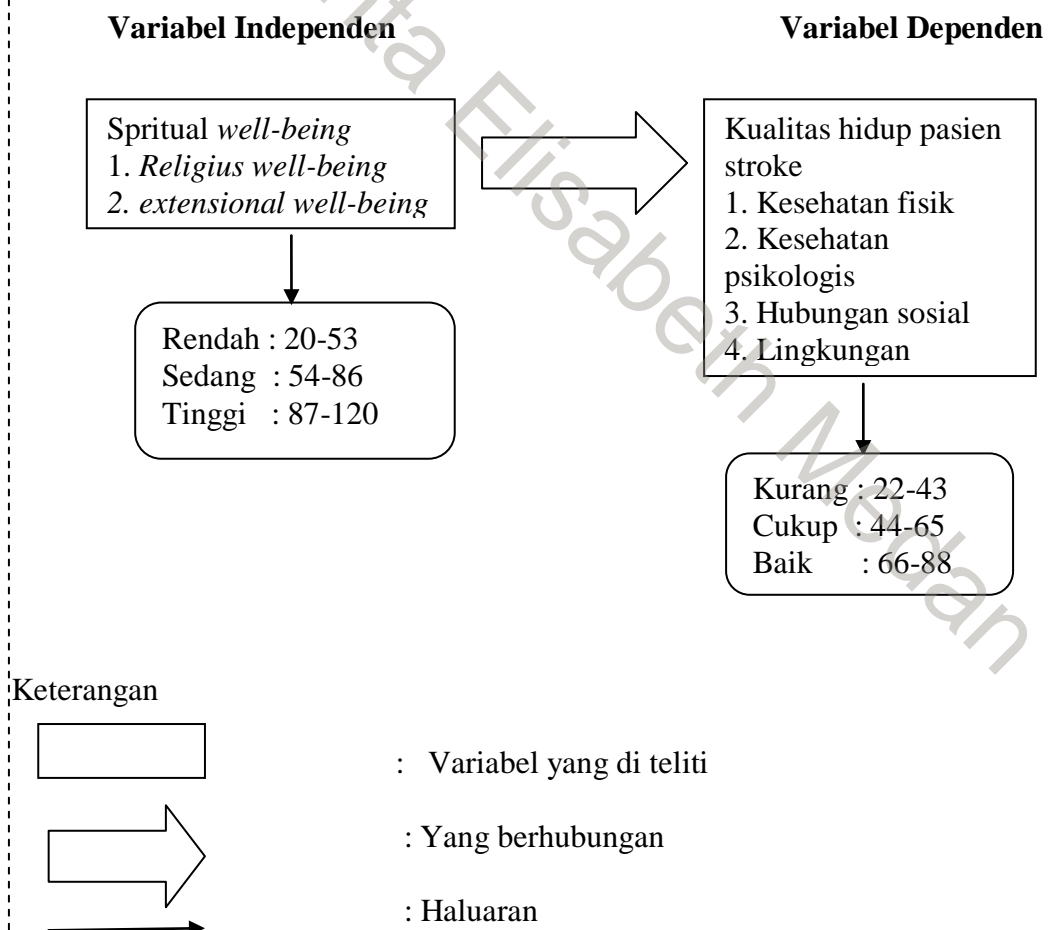 Variabel Independen
Variabel Dependen
Spritual well-being
1. Religius well-being
2. extensional well-being
Kualitas hidup pasien
stroke
1. Kesehatan fisik
2. Kesehatan
psikologis
3. Hubungan sosial
4. Lingkungan
Rendah : 20-53
Sedang : 54-86
Tinggi : 87-120
Kurang : 22-43
Cukup : 44-65
Baik : 66-88
Keterangan
: Variabel yang di teliti
: Yang berhubungan
: Haluaran
Elisabeth Medan